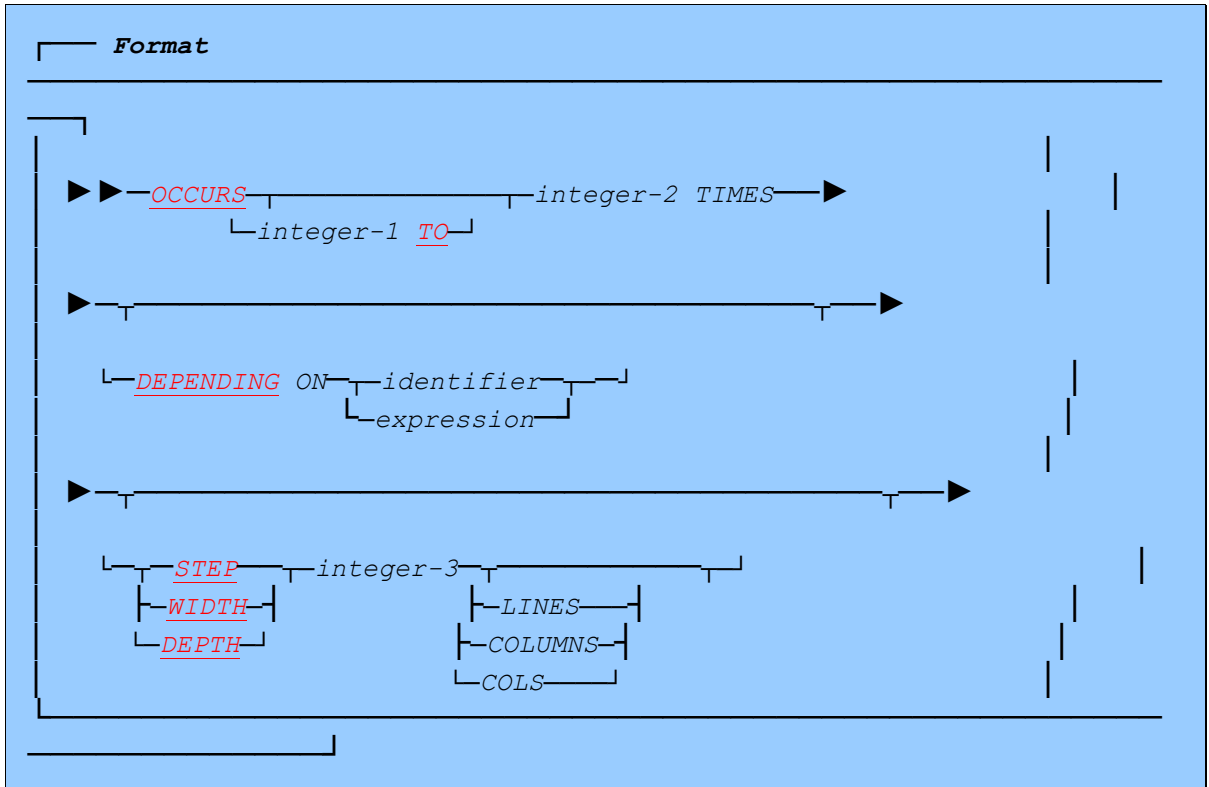 Format
OCCURS integer-2 TIMES
integer-1 TO
DEPENDING ON identifier
expression
STEP integer-3
WIDTH LINES
DEPTH COLUMNS
COLS